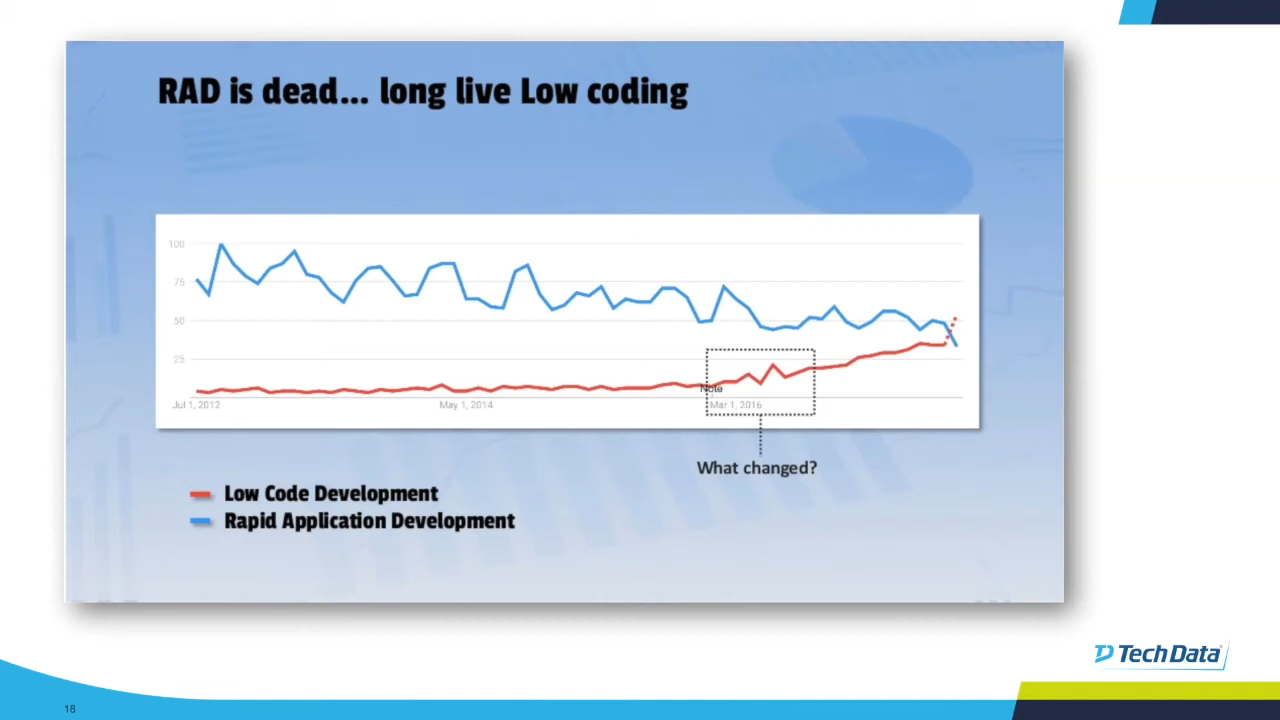 RAD is dead... long live Low coding
100
75
50
25
Note
Jul 1, 2012
May 1, 2014
Mar 1, 2016
What changed?
Low Code Development
Rapid Application Development
Tech Data
18